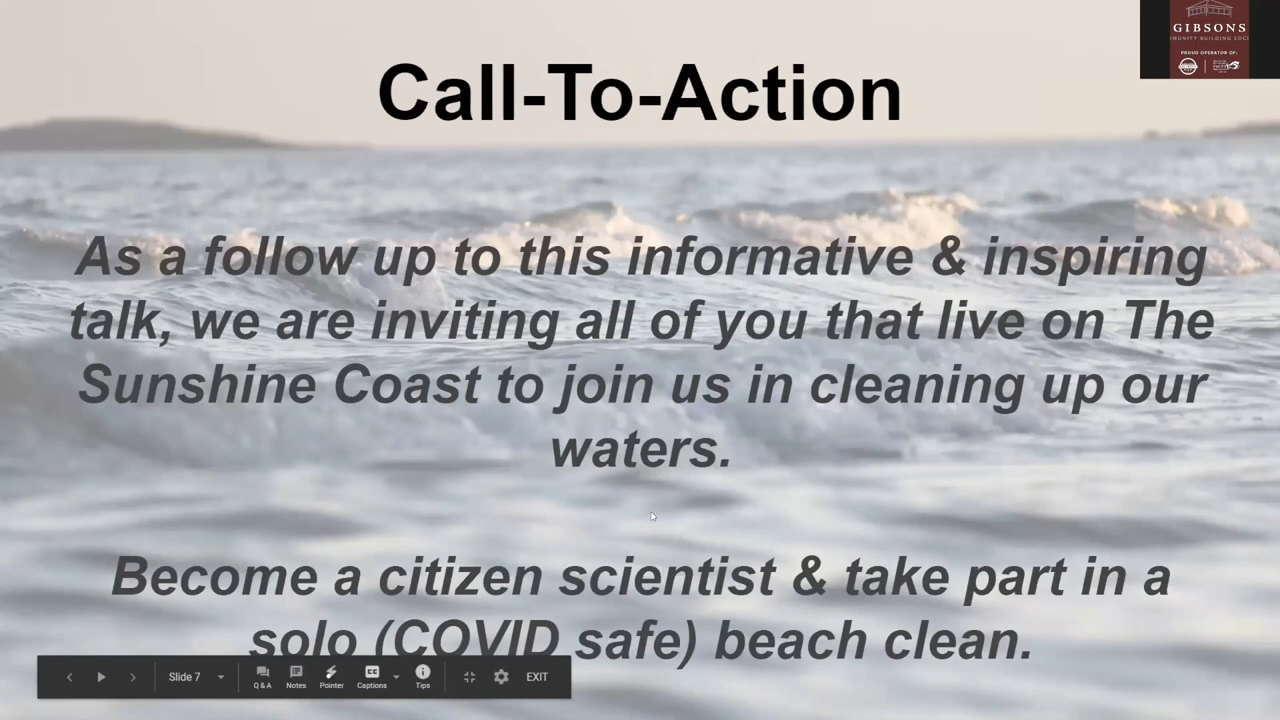 GIBSONS
PROUD OPERATOR OF:
Call-To-Action
As a follow up to this informative & inspiring
talk, we are inviting all of you that live on The
Sunshine Coast to join us in cleaning up our
waters.
Become a citizen scientist & take part in a
solo (COVID safe) beach clean.
Slide 7
Q & A
Notes
Pointer
CC
Captions
Tips
EXIT